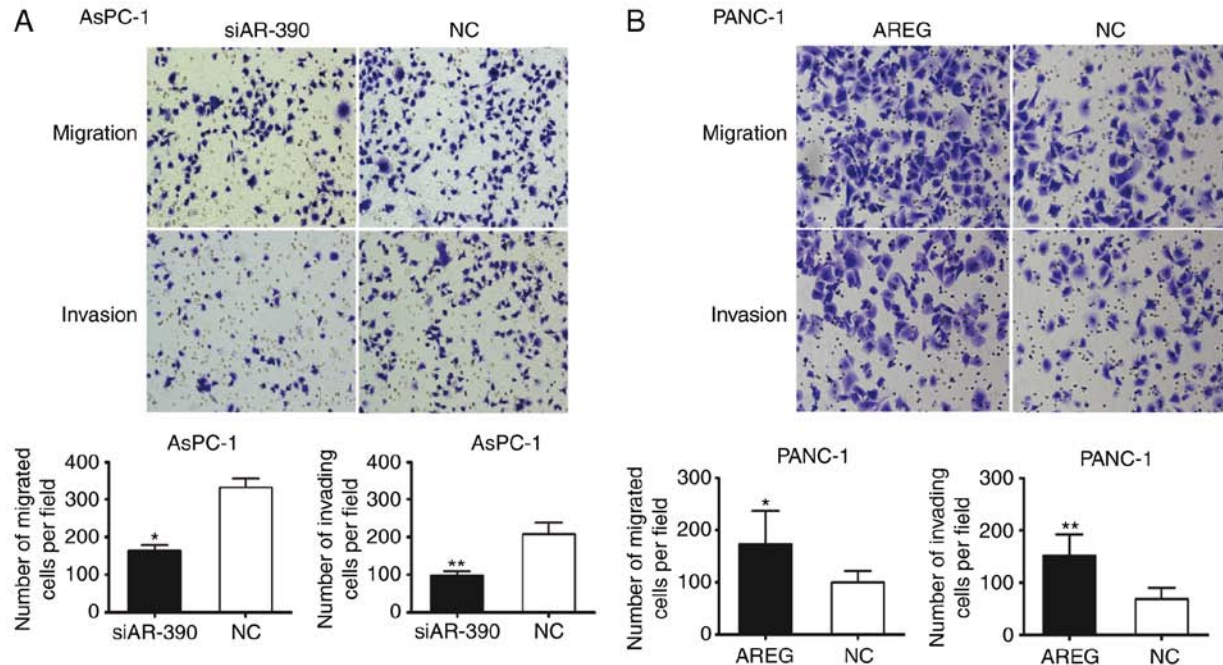 A
AsPC-1
siAR-390 NC
Migration
Invasion
AsPC-1
Number of migrated
cells per field
400
300
200
100
0
*
siAR-390 NC
AsPC-1
Number of invading
cells per field
400
300
200
100
0
**
siAR-390 NC
B
PANC-1
AREG NC
Migration
Invasion
PANC-1
Number of migrated
cells per field
300
200
100
0
*
AREG NC
PANC-1
Number of invading
cells per field
300
200
100
0
**
AREG NC